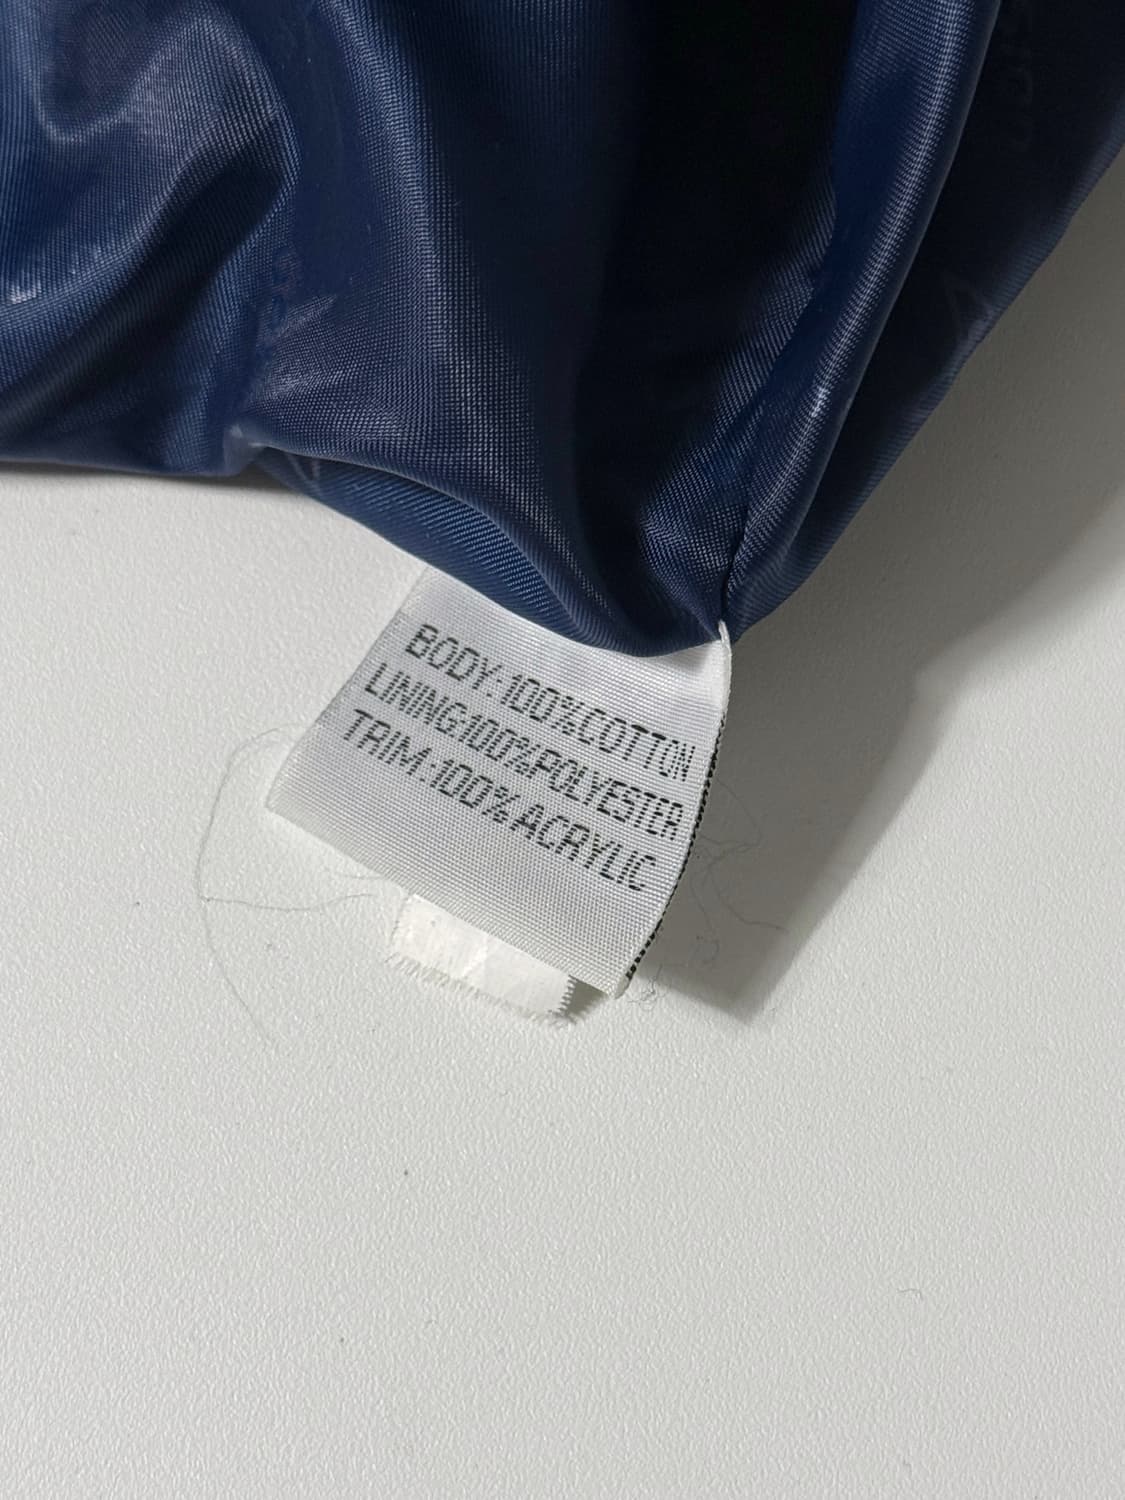 BODY:100%COTTON
LINING:100%POLYESTER
TRIM:100%ACRYLIC